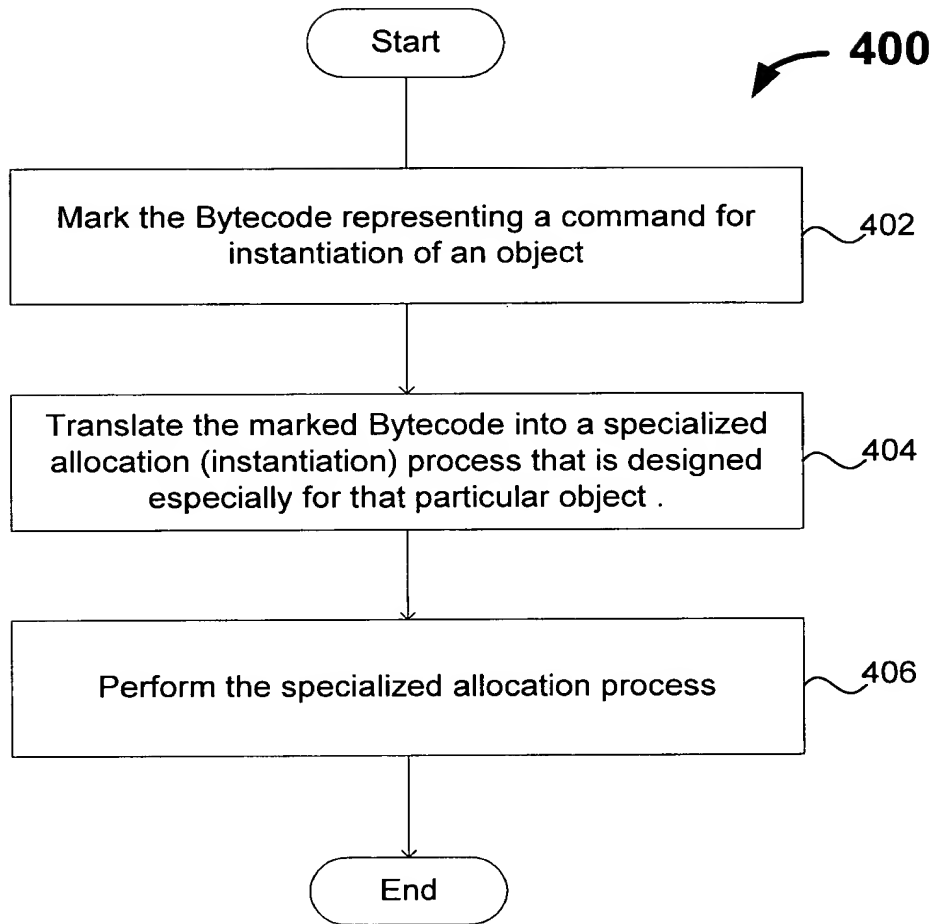 Start
400
Mark the Bytecode representing a command for
instantiation of an object
402
Translate the marked Bytecode into a specialized
allocation (instantiation) process that is designed
especially for that particular object .
404
Perform the specialized allocation process
406
End